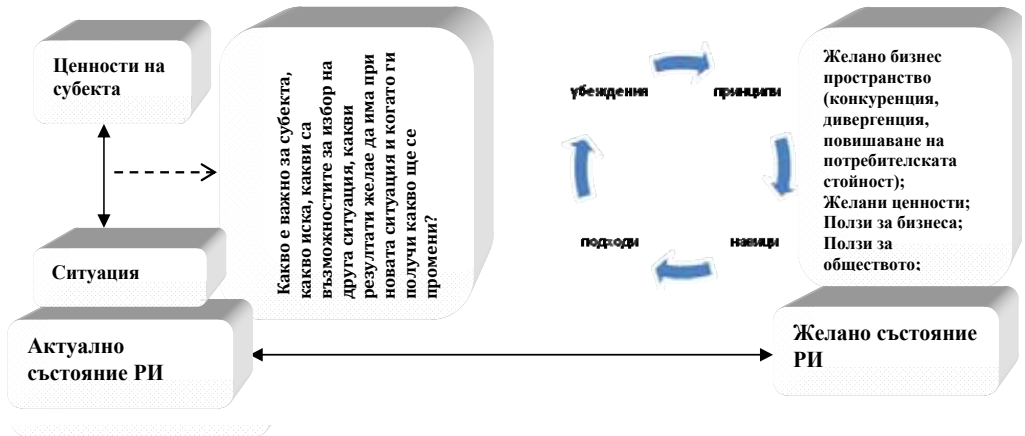 Ценности на
субекта
Ситуация
Актуално
състояние РИ
Какво е важно за субекта,
какво иска, какви са
възможностите за избор на
друга ситуация, какви
резултати желае да има при
новата ситуация и когато ги
получи какво ще се
промени?
убеждения
принципи
навици
подходи
Желано бизнес
пространство
(конкуренция,
дивергенция,
повишаване на
потребителската
стойност);
Желани ценности;
Ползи за бизнеса;
Ползи за
обществото;
Желано състояние
РИ